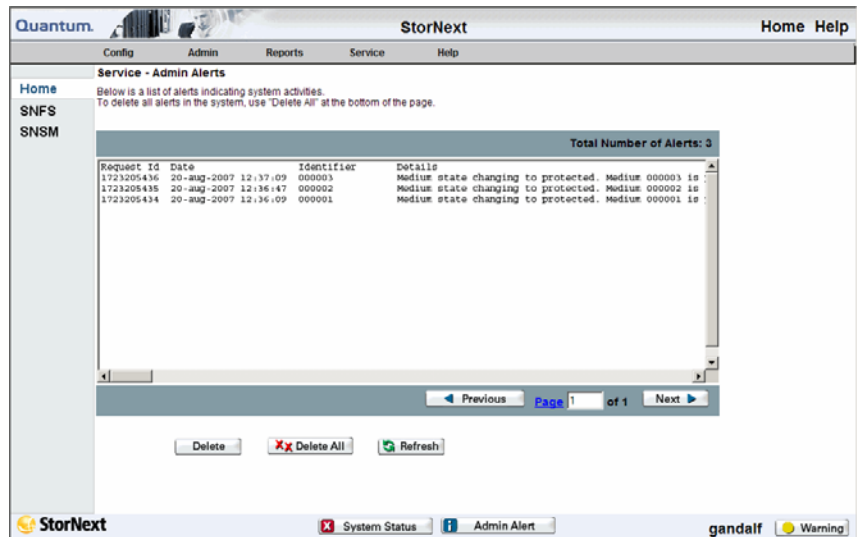 Quantum. StorNext Home Help
Config Admin Reports Service Help
Service - Admin Alerts
Home
SNFS
SNSM
Below is a list of alerts indicating system activities.
To delete all alerts in the system, use "Delete All" at the bottom of the page.
Total Number of Alerts: 3
Request Id Date Identifier Details
1723205436 20-aug-2007 12:37:09 000003 Medium state changing to protected. Medium 000003 is
1723205435 20-aug-2007 12:36:47 000002 Medium state changing to protected. Medium 000002 is
1723205434 20-aug-2007 12:36:09 000001 Medium state changing to protected. Medium 000001 is
Previous Page 1 of 1 Next
Delete Delete All Refresh
StorNext System Status Admin Alert gandalf Warning